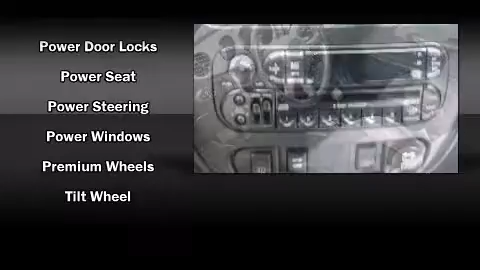 Power Door Locks
Power Seat
Power Steering
Power Windows
Premium Wheels
Tilt Wheel